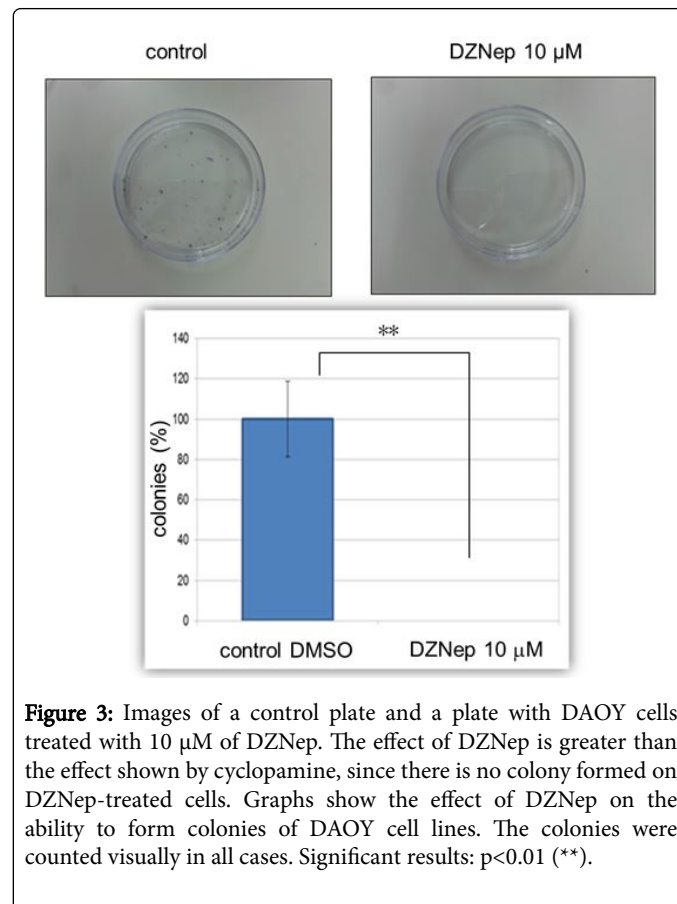 control
DZNep 10 µM
**
140
120
100
80
60
40
20
0
colonies (%)
control DMSO
DZNep 10 µM
Figure 3: Images of a control plate and a plate with DAOY cells
treated with 10 µM of DZNep. The effect of DZNep is greater than
the effect shown by cyclopamine, since there is no colony formed on
DZNep-treated cells. Graphs show the effect of DZNep on the
ability to form colonies of DAOY cell lines. The colonies were
counted visually in all cases. Significant results: p<0.01 (**).